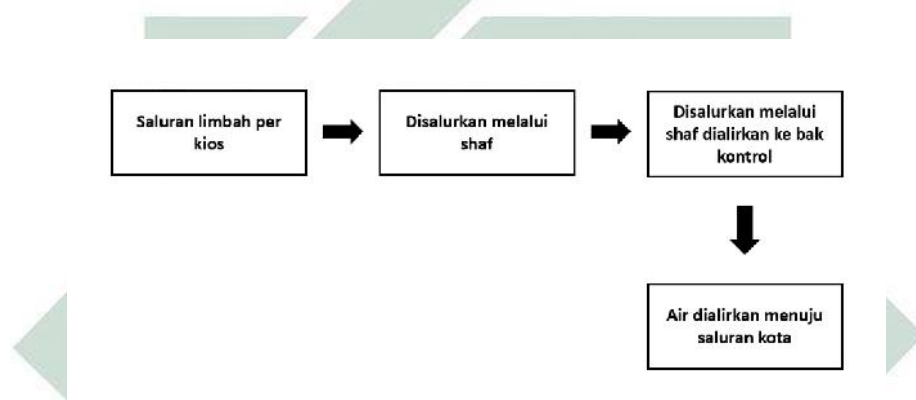 Saluran limbah per
kios
Disalurkan melalui
shaf
Disalurkan melalui
shaf dialirkan ke bak
kontrol
Air dialirkan menuju
saluran kota